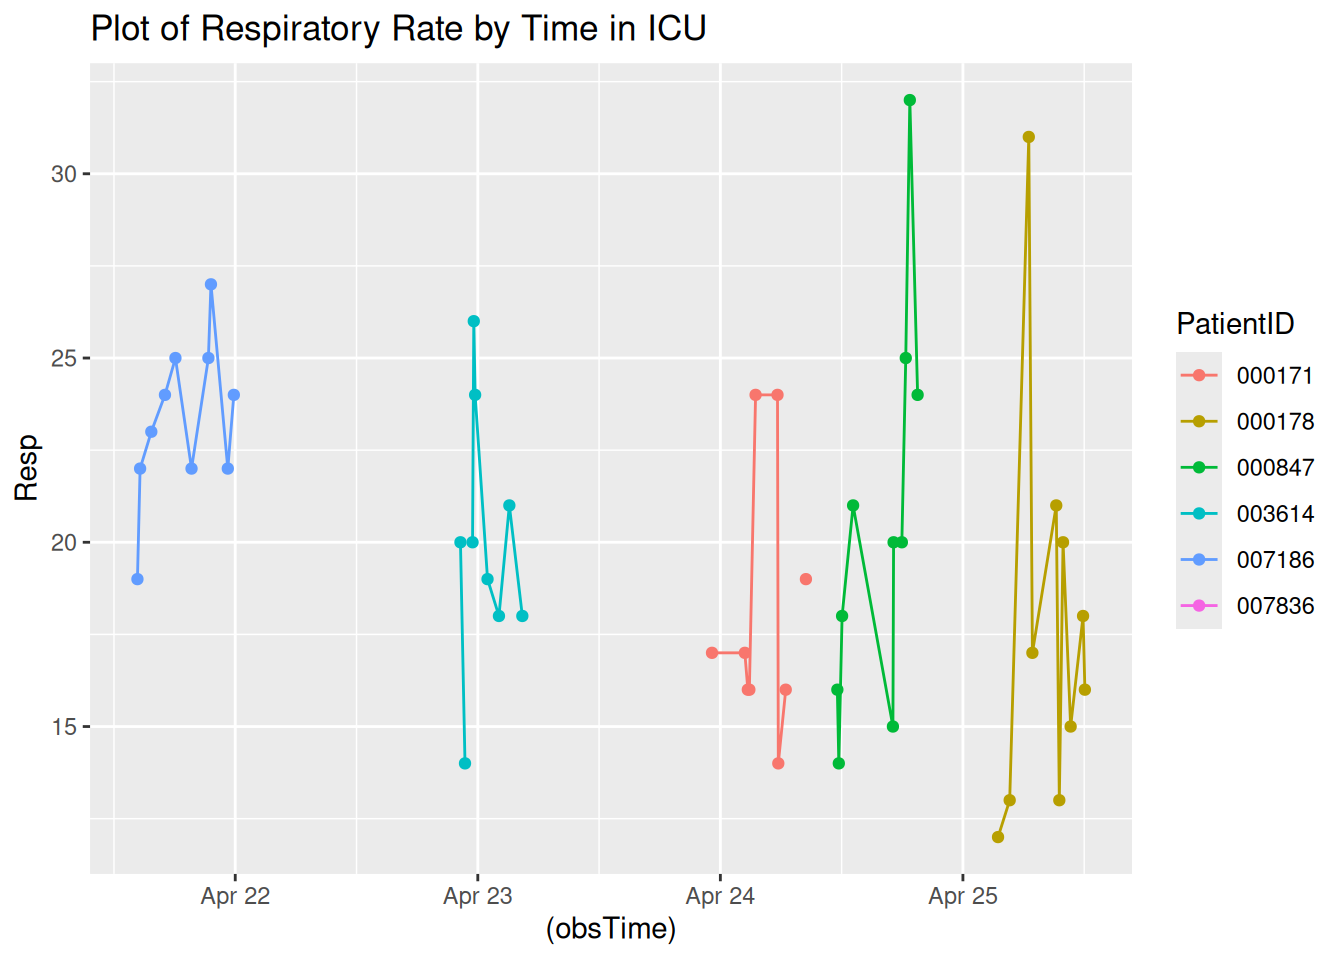 Plot of Respiratory Rate by Time in ICU
30
25
20
15
Resp
Apr 22
Apr 23
Apr 24
Apr 25
(obsTime)
PatientID
000171
000178
000847
003614
007186
007836